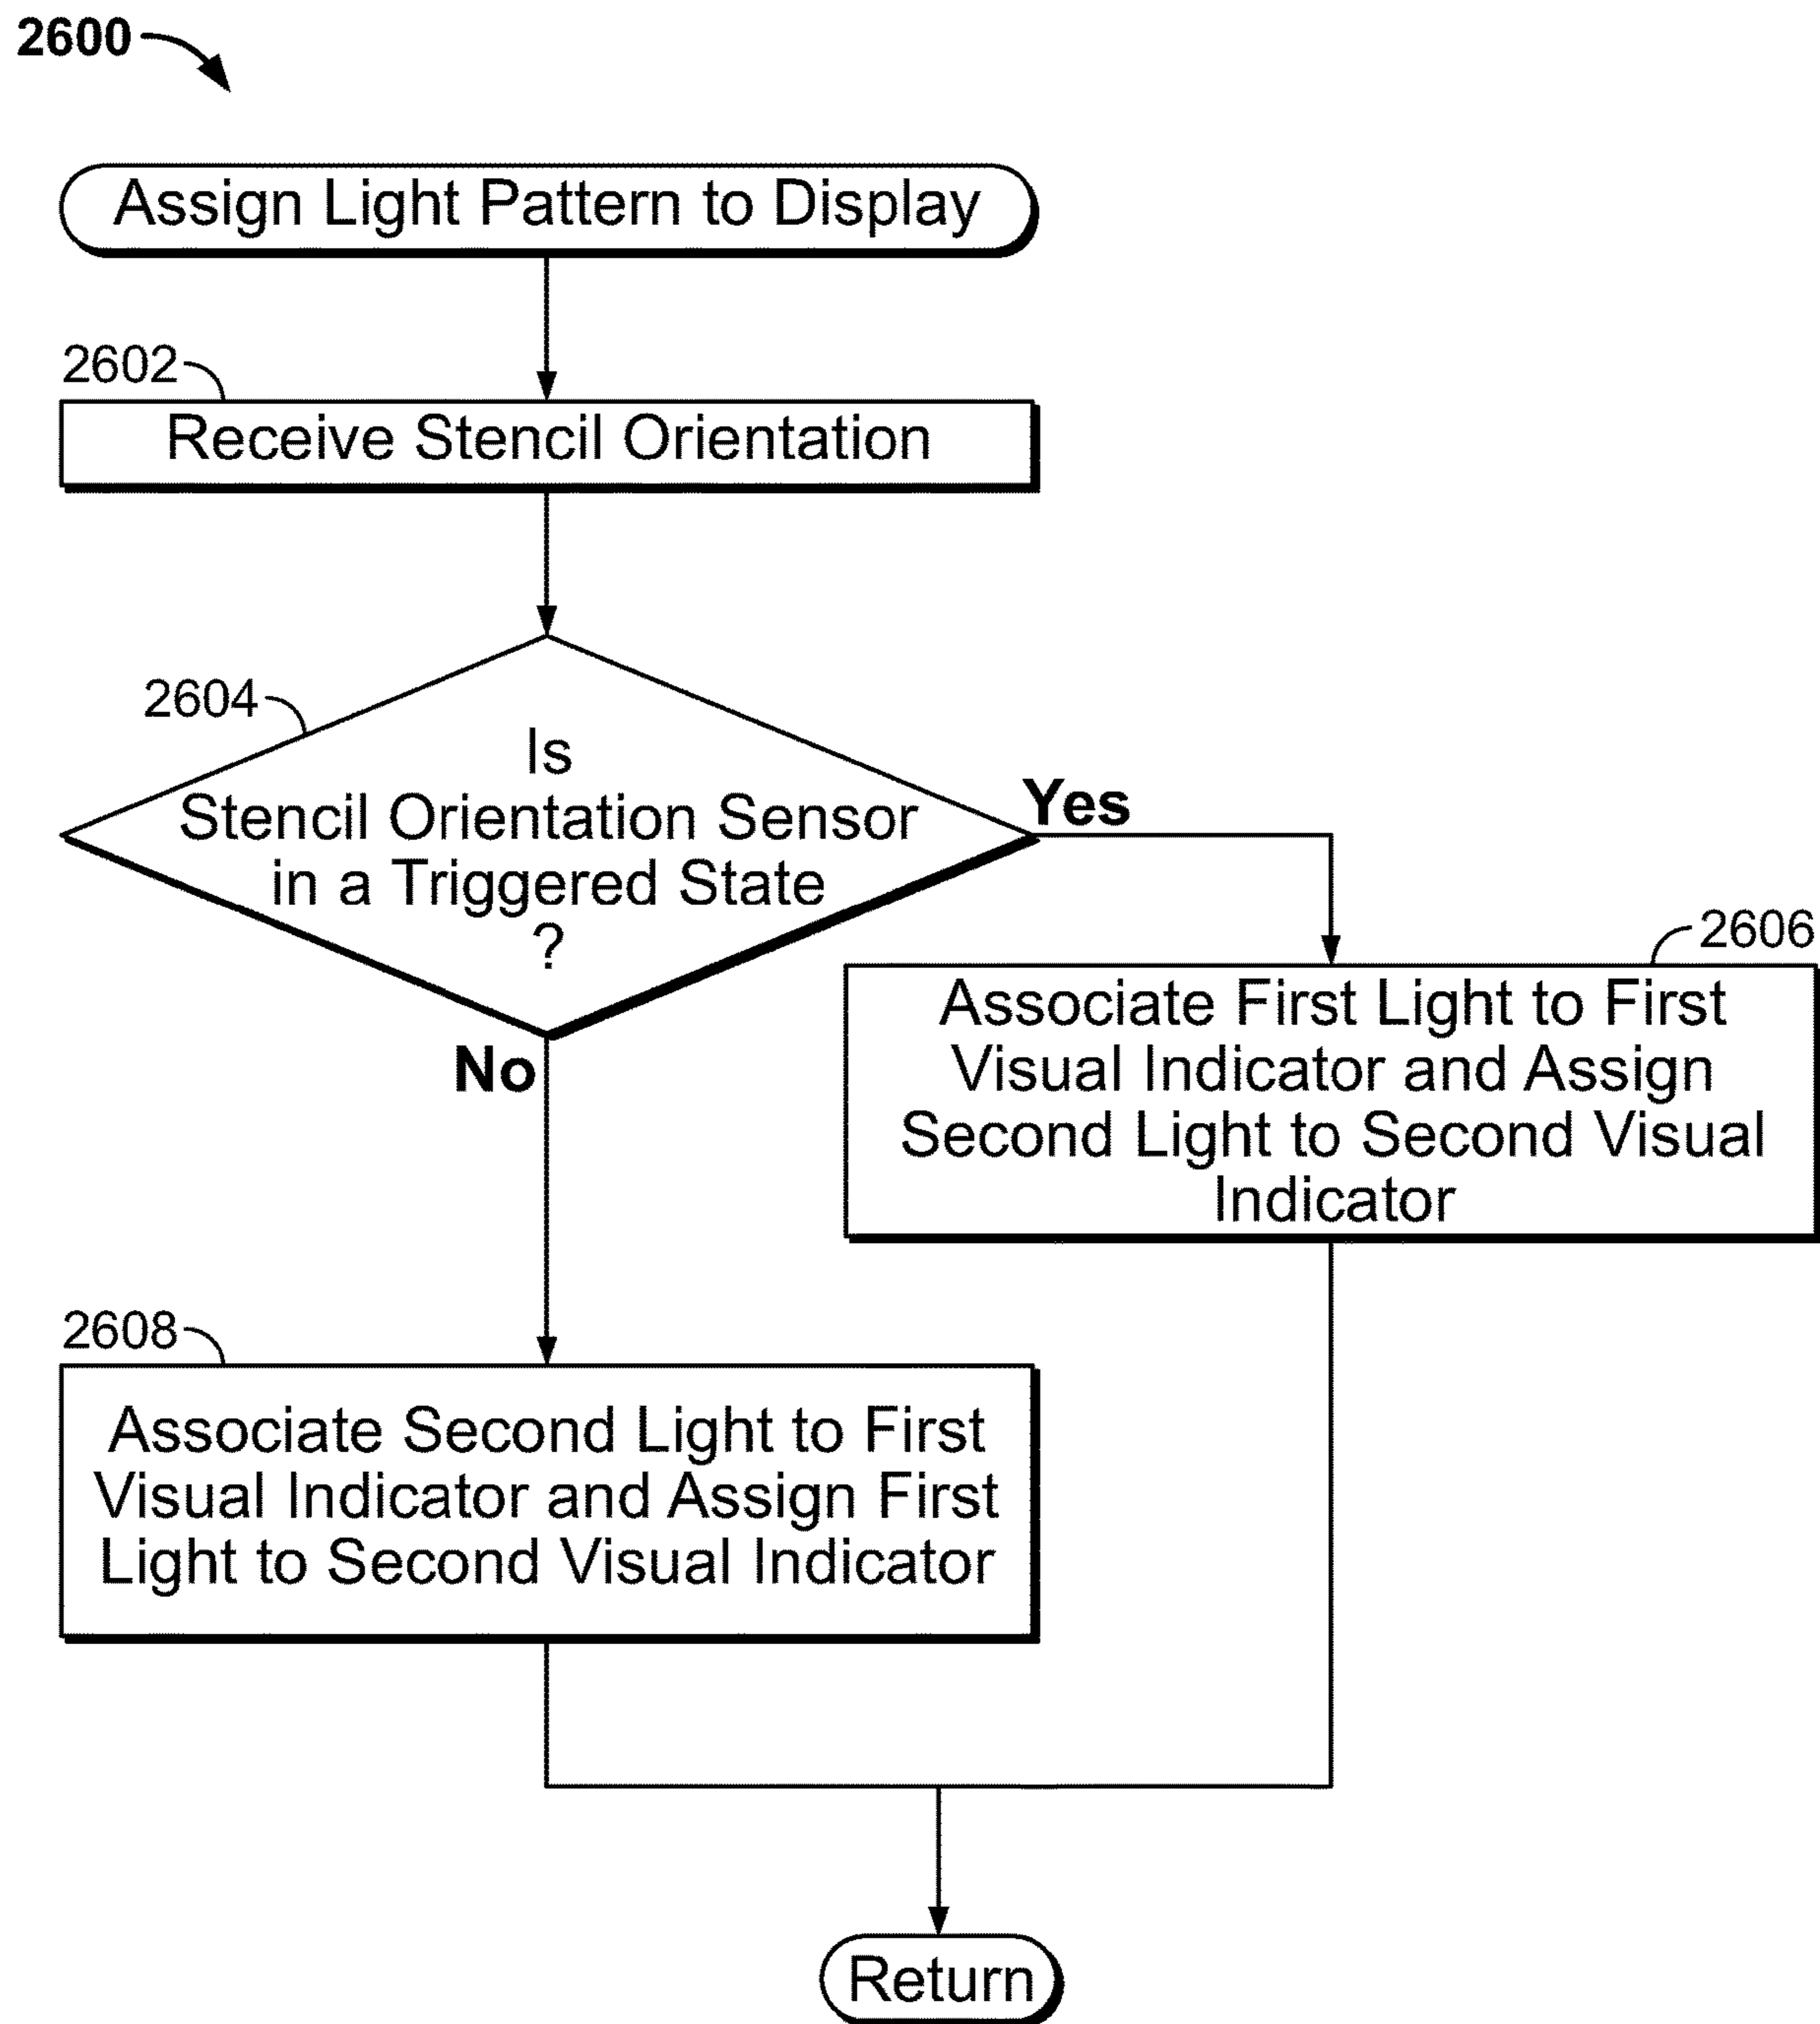 2600
Assign Light Pattern to Display
2602
Receive Stencil Orientation
2604
Is
Stencil Orientation Sensor
in a Triggered State
?
Yes
2606
Associate First Light to First
Visual Indicator and Assign
Second Light to Second Visual
Indicator
No
2608
Associate Second Light to First
Visual Indicator and Assign First
Light to Second Visual Indicator
Return